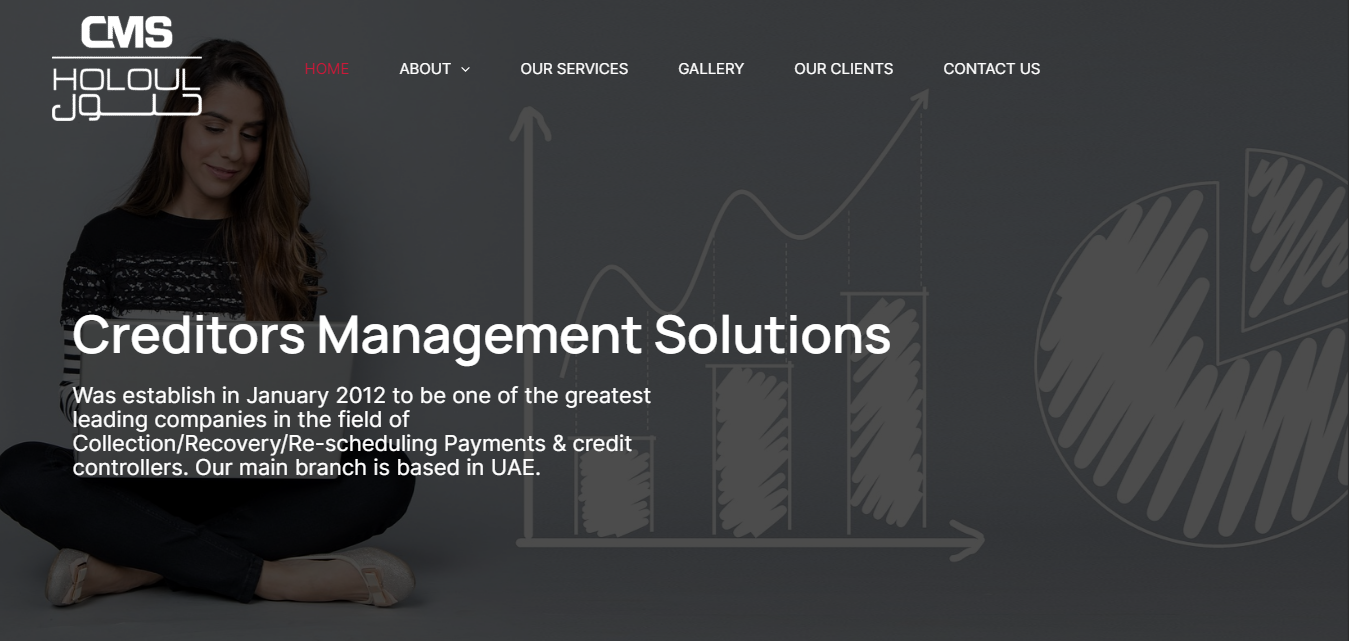 CMS
HOLOUL
حلول
HOME
ABOUT
OUR SERVICES
GALLERY
OUR CLIENTS
CONTACT US
Creditors Management Solutions
Was establish in January 2012 to be one of the greatest
leading companies in the field of
Collection/Recovery/Re-scheduling Payments & credit
controllers. Our main branch is based in UAE.